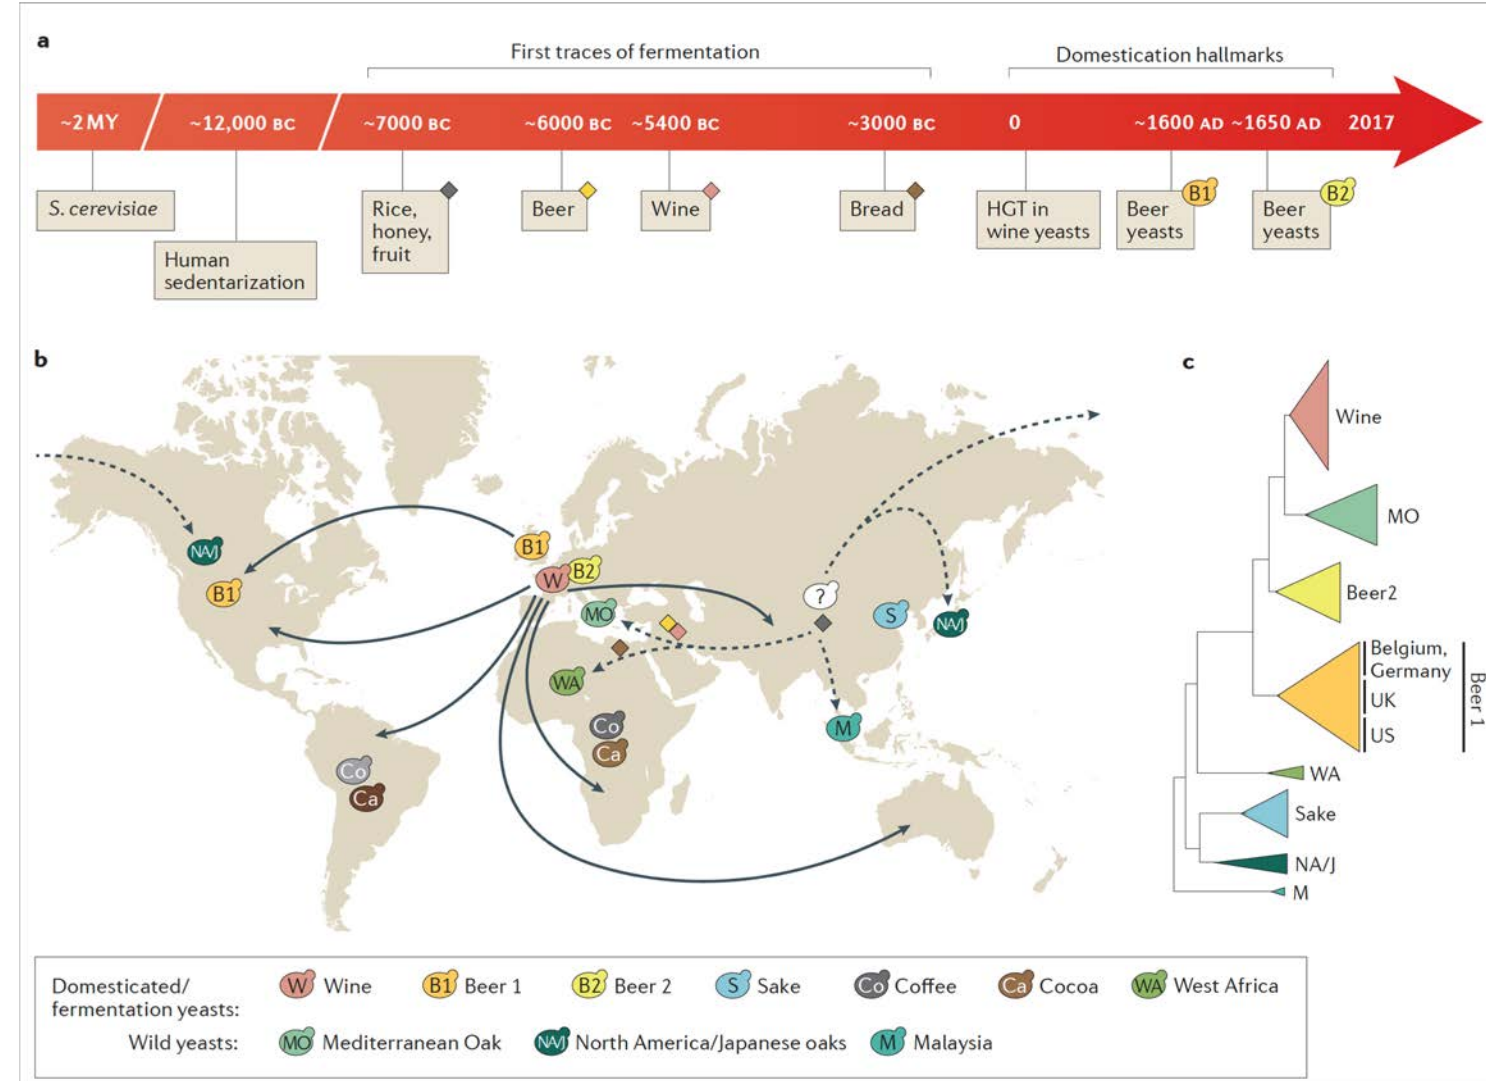 a
First traces of fermentation
Domestication hallmarks
~2 MY
~12,000 BC
~7000 BC
~6000 BC
~5400 BC
~3000 BC
0
~1600 AD
~1650 AD
2017
S. cerevisiae
Human
sedentarization
Rice,
honey,
fruit
Beer
Wine
Bread
HGT in
wine yeasts
Beer
yeasts
B1
Beer
yeasts
B2
b
NA/J
B1
B1
W
B2
MO
WA
Co
Ca
Co
Ca
?
S
NA/J
M
c
Wine
MO
Beer2
Belgium,
Germany
UK
US
Beer 1
WA
Sake
NA/J
M
Domesticated/
fermentation yeasts:
W Wine
B1 Beer 1
B2 Beer 2
S Sake
Co Coffee
Ca Cocoa
WA West Africa
Wild yeasts:
MO Mediterranean Oak
NA/J North America/Japanese oaks
M Malaysia